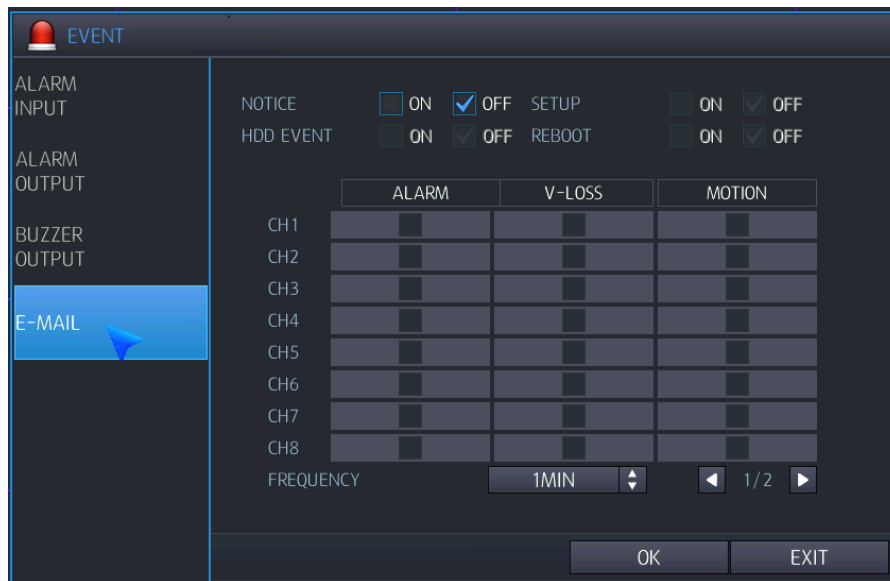 EVENT
ALARM
INPUT
ALARM
OUTPUT
BUZZER
OUTPUT
E-MAIL
NOTICE ON OFF SETUP ON OFF
HDD EVENT ON OFF REBOOT ON OFF
ALARM V-LOSS MOTION
CH1
CH2
CH3
CH4
CH5
CH6
CH7
CH8
FREQUENCY 1MIN 1/2
OK EXIT